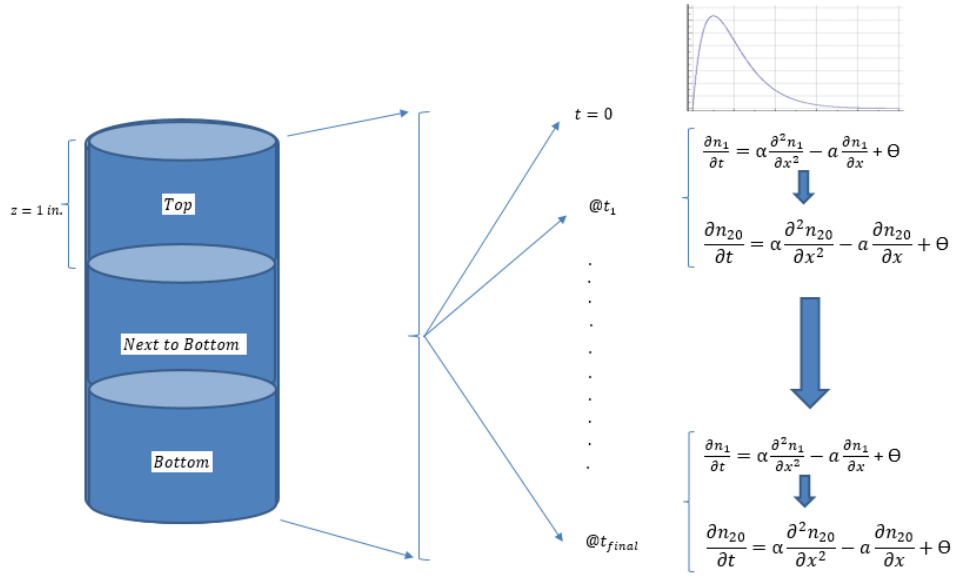 t = 0
∂n₁/∂t = α ∂²n₁/∂x² − a ∂n₁/∂x + Θ
z = 1 in.
Top
@t₁
∂n₂₀/∂t = α ∂²n₂₀/∂x² − a ∂n₂₀/∂x + Θ
Next to Bottom
Bottom
∂n₁/∂t = α ∂²n₁/∂x² − a ∂n₁/∂x + Θ
@t_final
∂n₂₀/∂t = α ∂²n₂₀/∂x² − a ∂n₂₀/∂x + Θ